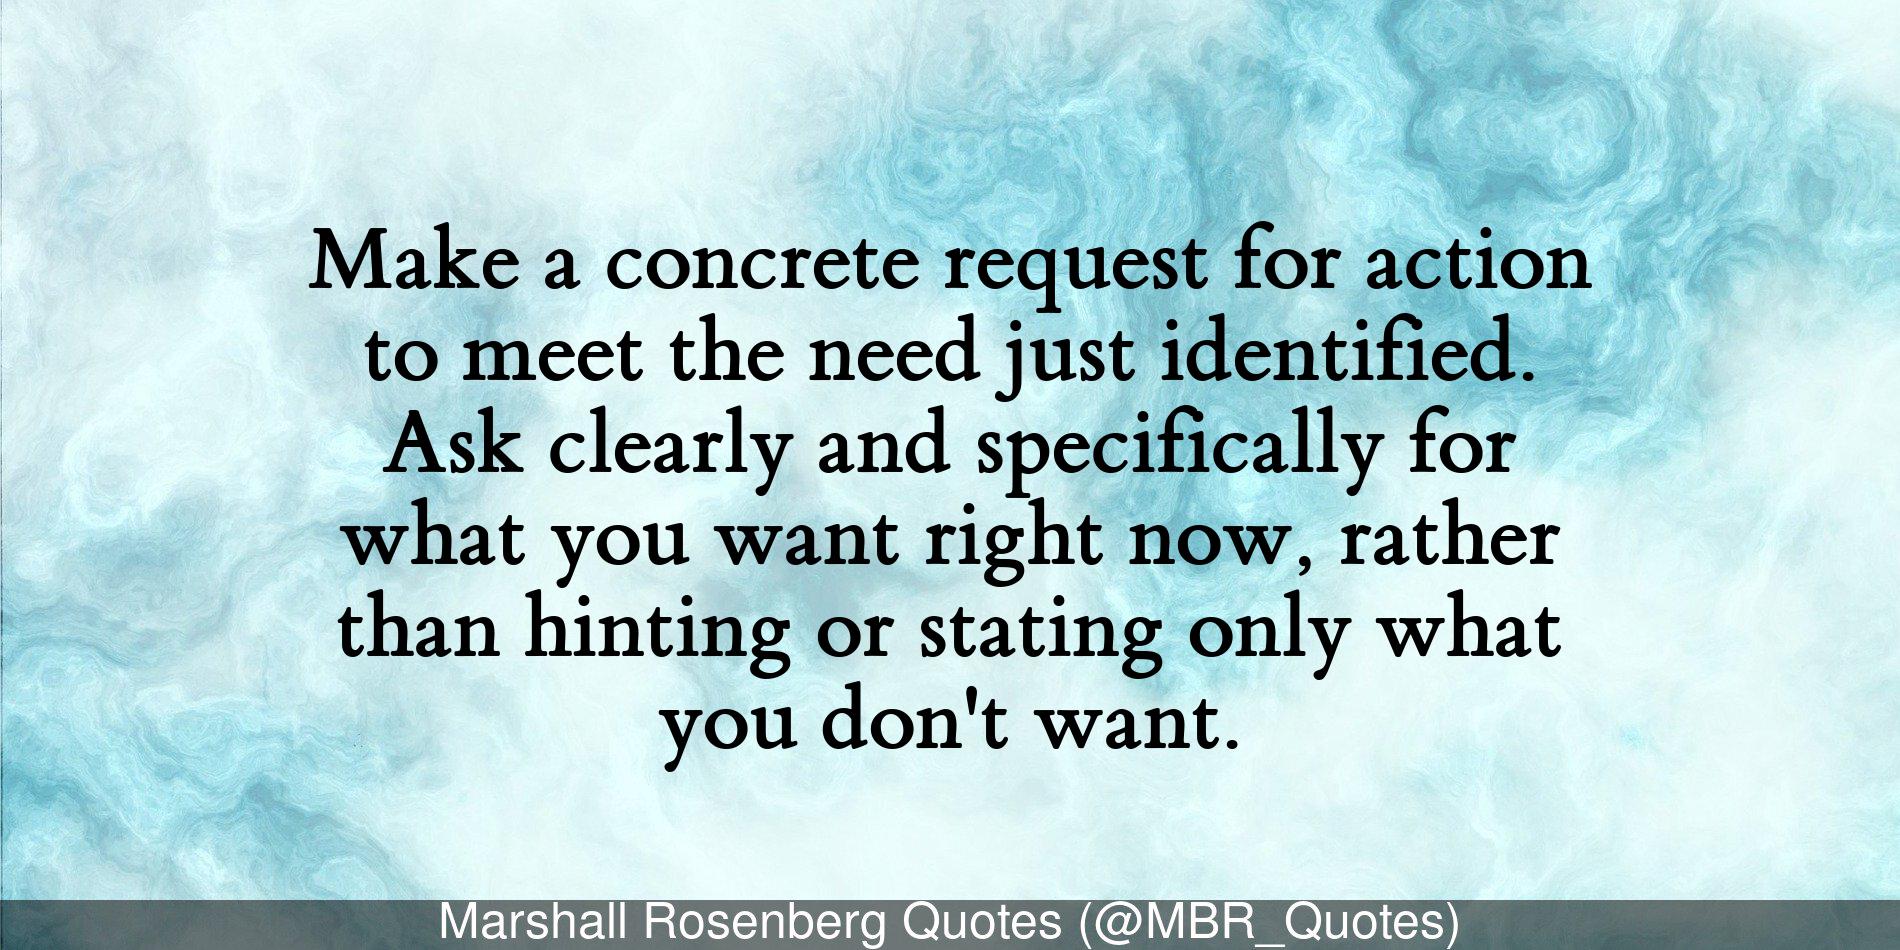 Make a concrete request for action
to meet the need just identified.
Ask clearly and specifically for
what you want right now, rather
than hinting or stating only what
you don't want.
Marshall Rosenberg Quotes (@MBR_Quotes)